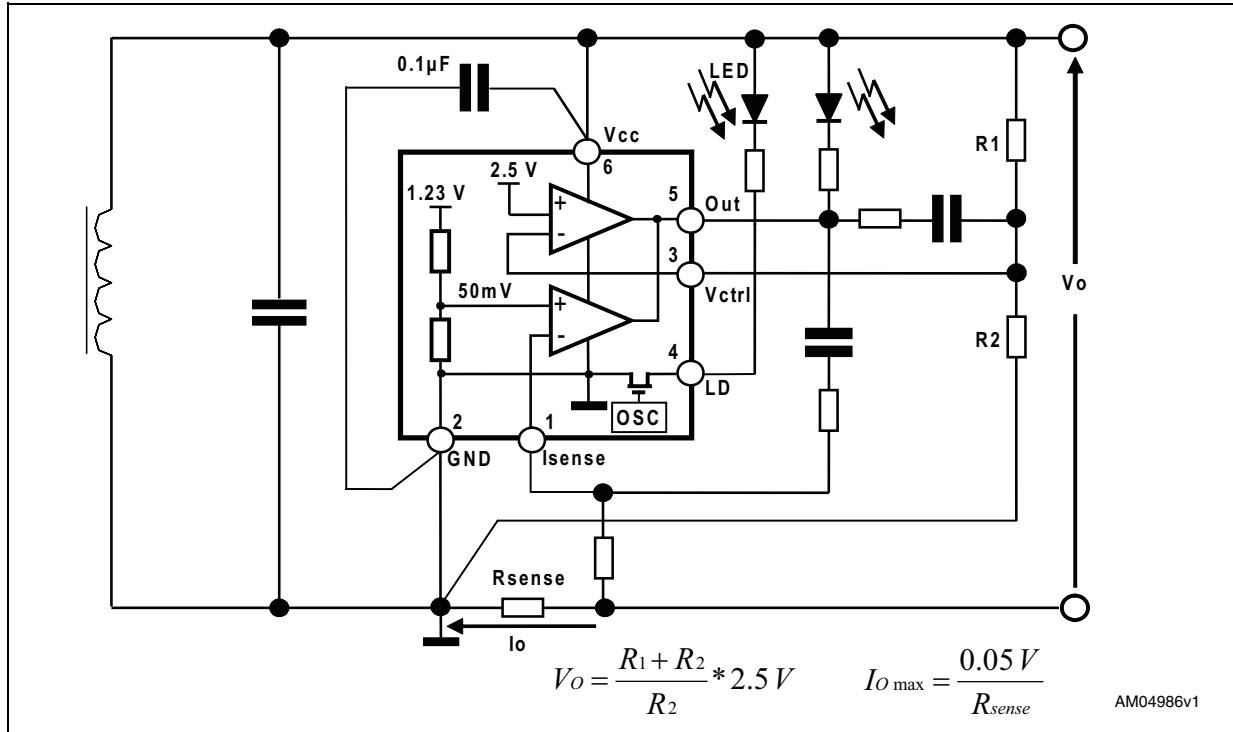 0.1µF
LED
Vcc
6
R1
2.5 V
1.23 V
+
-
5
Out
3
Vctrl
Vo
50mV
+
-
R2
4
LD
OSC
2
GND
1
Isense
Rsense
Io
VO = R1 + R2 / R2 * 2.5 V
IO max = 0.05 V / Rsense
AM04986v1